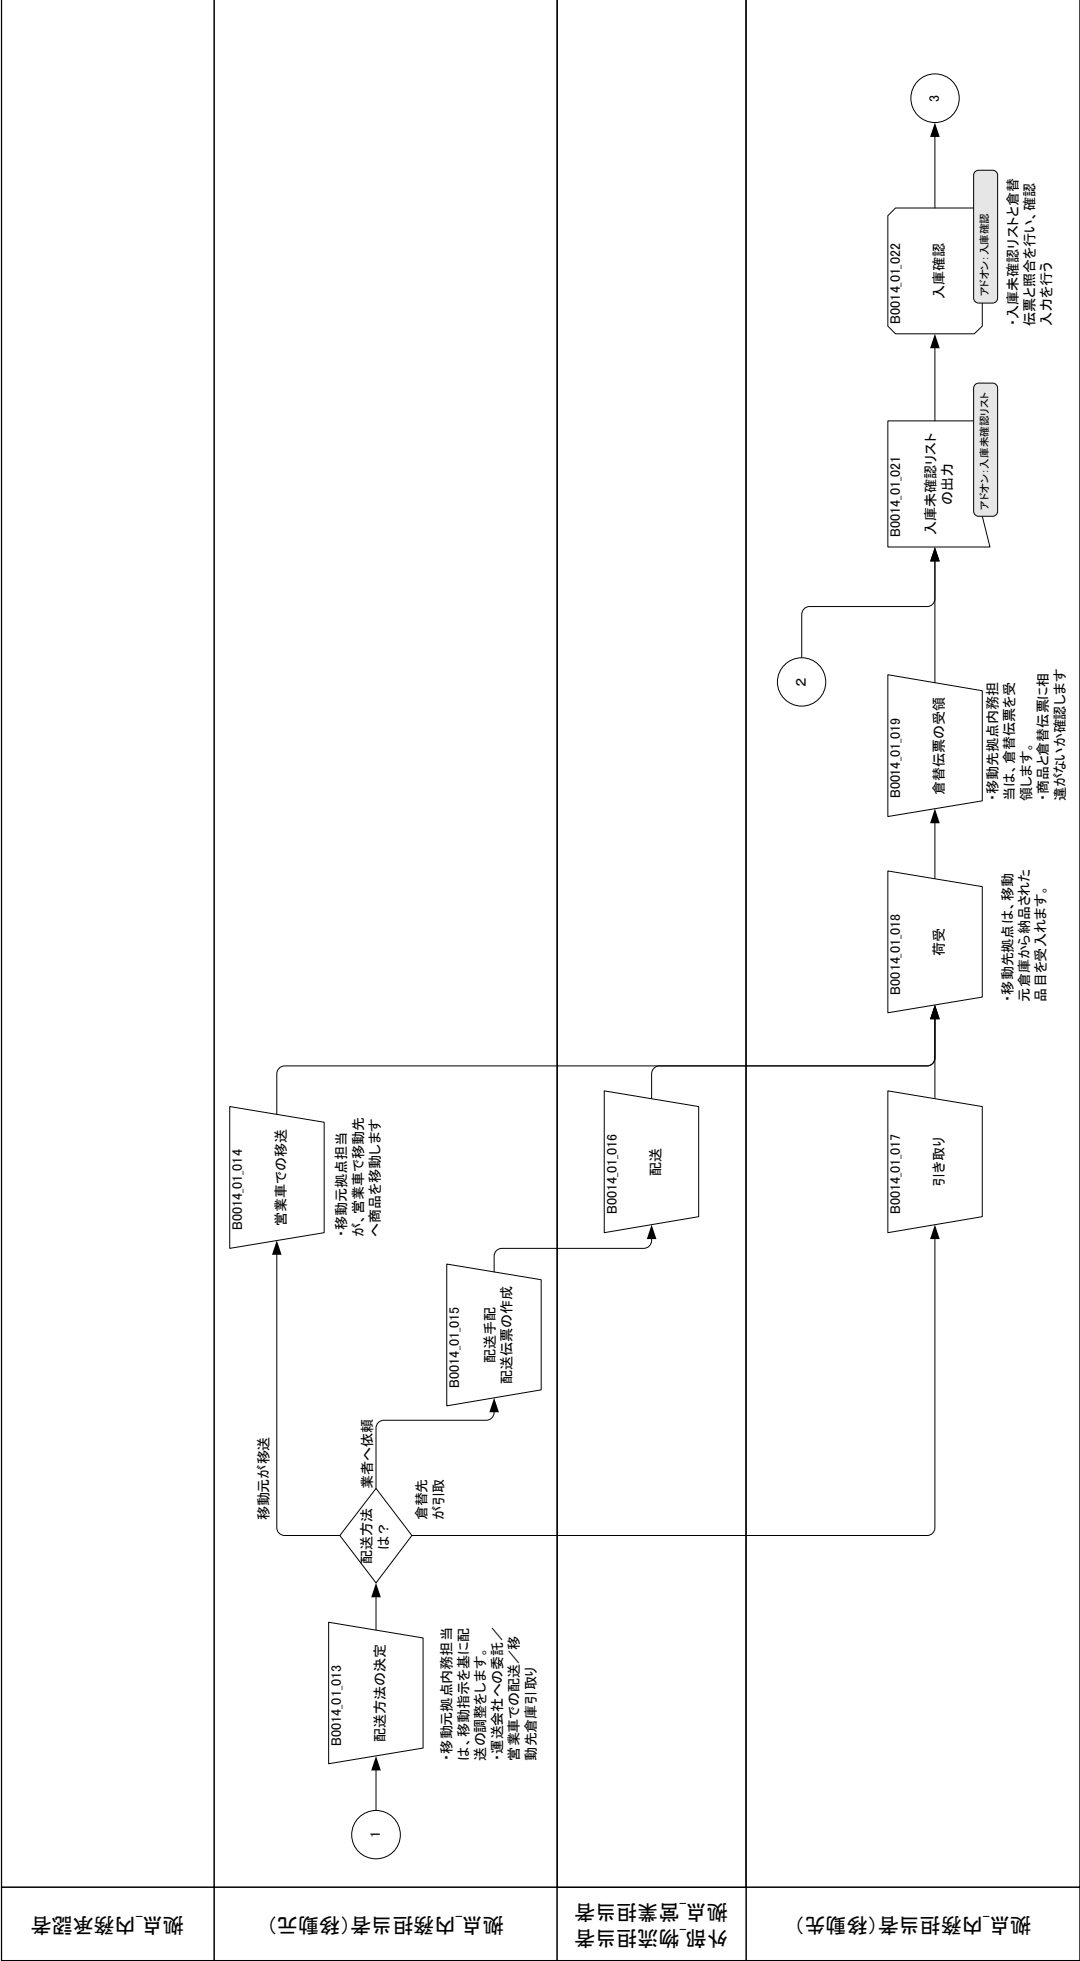 拠点_内務承認者
拠点_内務担当者(移動元)
外部_物流担当者
拠点_営業担当者
拠点_内務担当者(移動先)
1
B0014_01_013
配送方法の決定
・移動元拠点内務担当
は、移動指示を基に配
送の調整をします。
・運送会社への委託/
営業車での配送/移
動先倉庫引取り
配送方法
は?
移動元が移送
業者へ依頼
倉替先
が引取
B0014_01_014
営業車での移送
・移動元拠点担当
が、営業車で移動先
へ商品を移動します
B0014_01_015
配送手配
配送伝票の作成
B0014_01_016
配送
B0014_01_017
引き取り
B0014_01_018
荷受
・移動先拠点は、移動
元倉庫から納品された
品目を受入れます。
B0014_01_019
倉替伝票の受領
・移動先拠点内務担
当は、倉替伝票を受
領します。
・商品と倉替伝票に相
違がないか確認します
2
B0014_01_021
入庫未確認リスト
の出力
アドオン:入庫未確認リスト
B0014_01_022
入庫確認
アドオン:入庫確認
・入庫未確認リストと倉替
伝票と照合を行い、確認
入力を行う
3